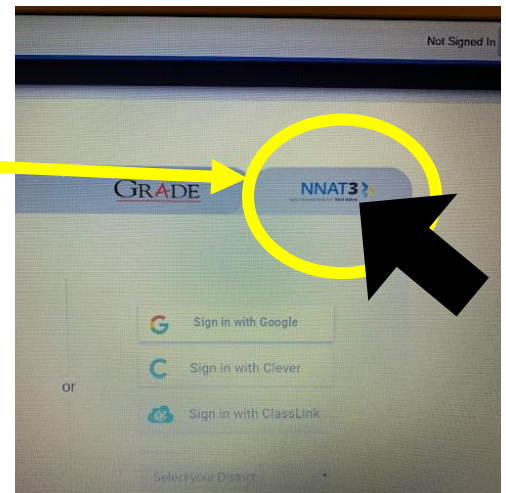 Not Signed In
GRADE
NNAT3
Sign in with Google
Sign in with Clever
or
Sign in with ClassLink
Select your District